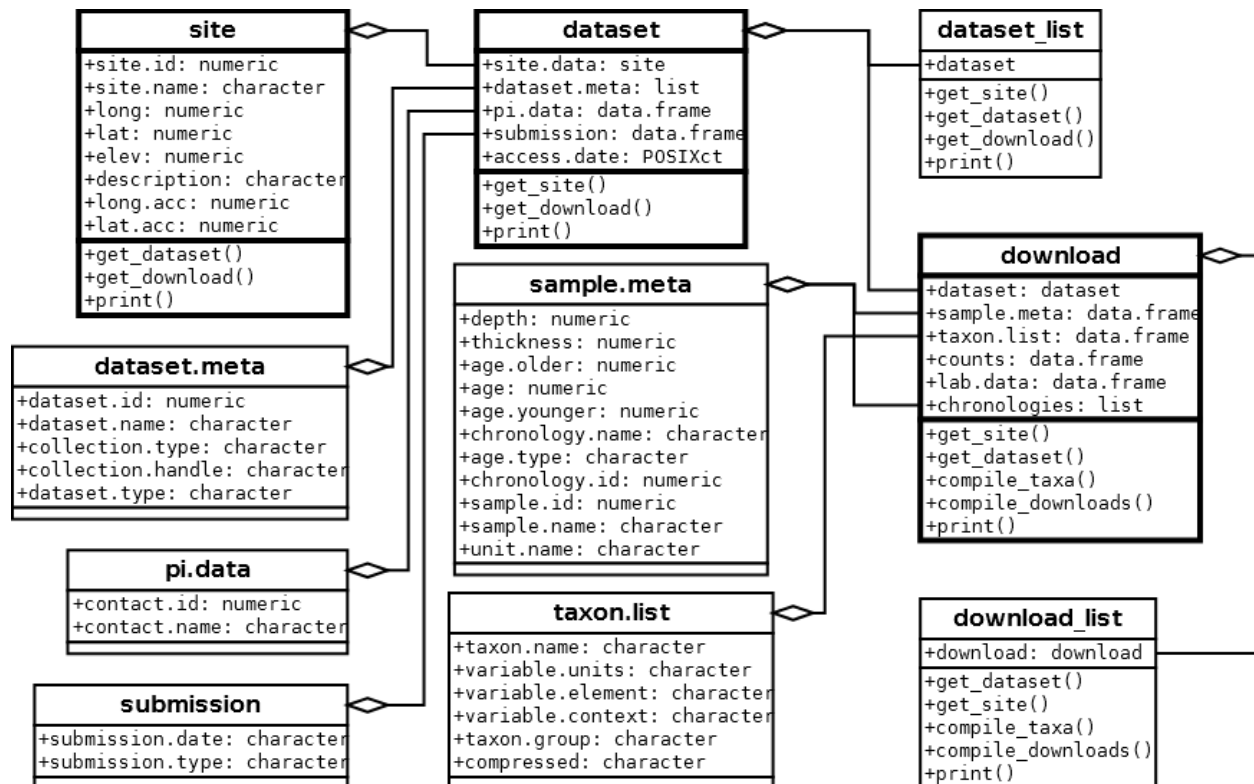 site
+site.id: numeric
+site.name: character
+long: numeric
+lat: numeric
+elev: numeric
+description: character
+long.acc: numeric
+lat.acc: numeric
+get_dataset()
+get_download()
+print()
dataset
+site.data: site
+dataset.meta: list
+pi.data: data.frame
+submission: data.frame
+access.date: POSIXct
+get_site()
+get_download()
+print()
dataset_list
+dataset
+get_site()
+get_dataset()
+get_download()
+print()
download
+dataset: dataset
+sample.meta: data.frame
+taxon.list: data.frame
+counts: data.frame
+lab.data: data.frame
+chronologies: list
+get_site()
+get_dataset()
+compile_taxa()
+compile_downloads()
+print()
sample.meta
+depth: numeric
+thickness: numeric
+age.older: numeric
+age: numeric
+age.younger: numeric
+chronology.name: character
+age.type: character
+chronology.id: numeric
+sample.id: numeric
+sample.name: character
+unit.name: character
dataset.meta
+dataset.id: numeric
+dataset.name: character
+collection.type: character
+collection.handle: character
+dataset.type: character
pi.data
+contact.id: numeric
+contact.name: character
taxon.list
+taxon.name: character
+variable.units: character
+variable.element: character
+variable.context: character
+taxon.group: character
+compressed: character
download_list
+download: download
+get_dataset()
+get_site()
+compile_taxa()
+compile_downloads()
+print()
submission
+submission.date: character
+submission.type: character